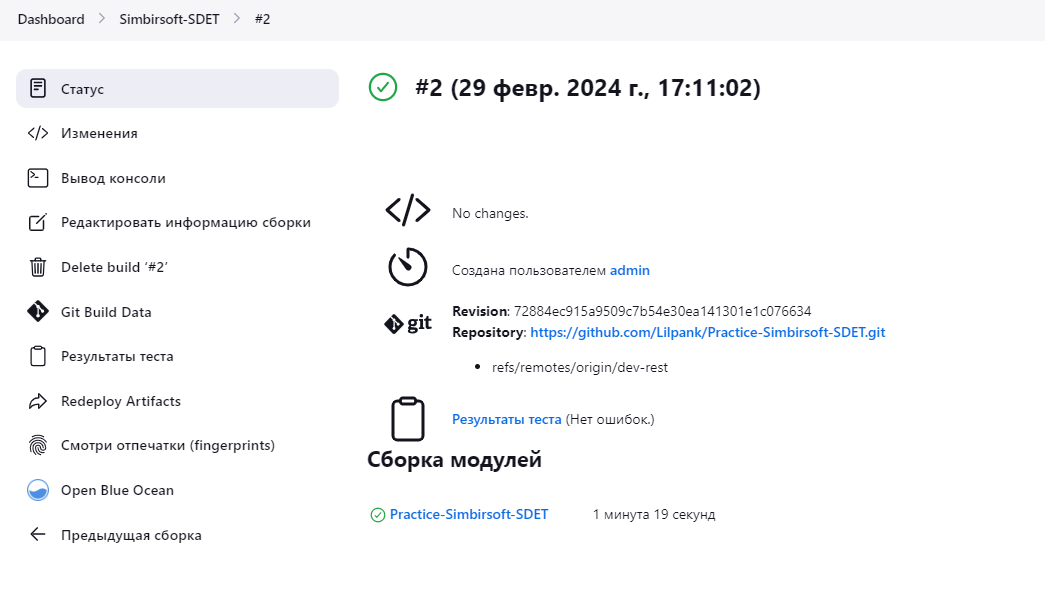 Dashboard > Simbirsoft-SDET > #2
Статус
Изменения
Вывод консоли
Редактировать информацию сборки
Delete build ‘#2’
Git Build Data
Результаты теста
Redeploy Artifacts
Смотри отпечатки (fingerprints)
Open Blue Ocean
Предыдущая сборка
#2 (29 февр. 2024 г., 17:11:02)
No changes.
Создана пользователем admin
git
Revision: 72884ec915a9509c7b54e30ea141301e1c076634
Repository: https://github.com/Lilpank/Practice-Simbirsoft-SDET.git
• refs/remotes/origin/dev-rest
Результаты теста (Нет ошибок.)
Сборка модулей
Practice-Simbirsoft-SDET 1 минута 19 секунд